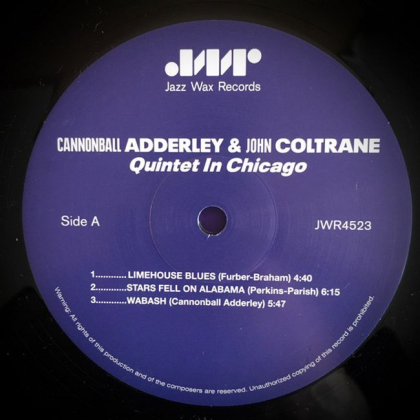 JWR
Jazz Wax Records
CANNONBALL ADDERLEY & JOHN COLTRANE
Quintet In Chicago
Side A
JWR4523
1............LIMEHOUSE BLUES (Furber-Braham) 4:40
2............STARS FELL ON ALABAMA (Perkins-Parish) 6:15
3............WABASH (Cannonball Adderley) 5:47
Warning: All rights of this production and of the composers are reserved. Unauthorized copying of this record is prohibited.